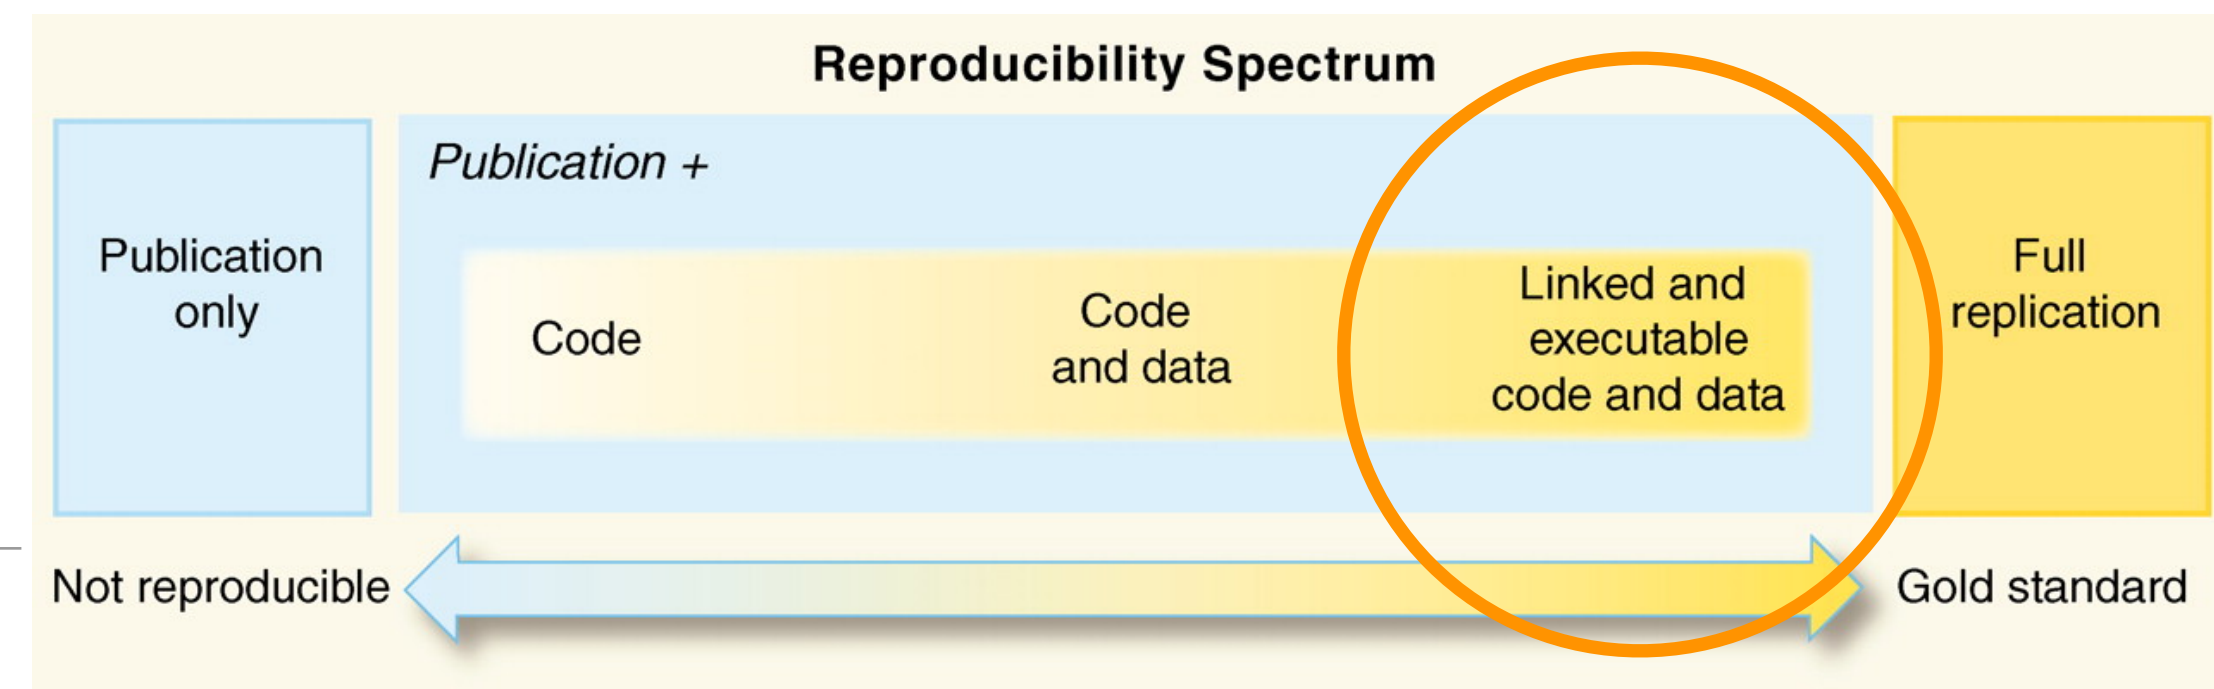 Reproducibility Spectrum
Publication
only
Publication +
Code
Code
and data
Linked and
executable
code and data
Full
replication
Not reproducible
Gold standard